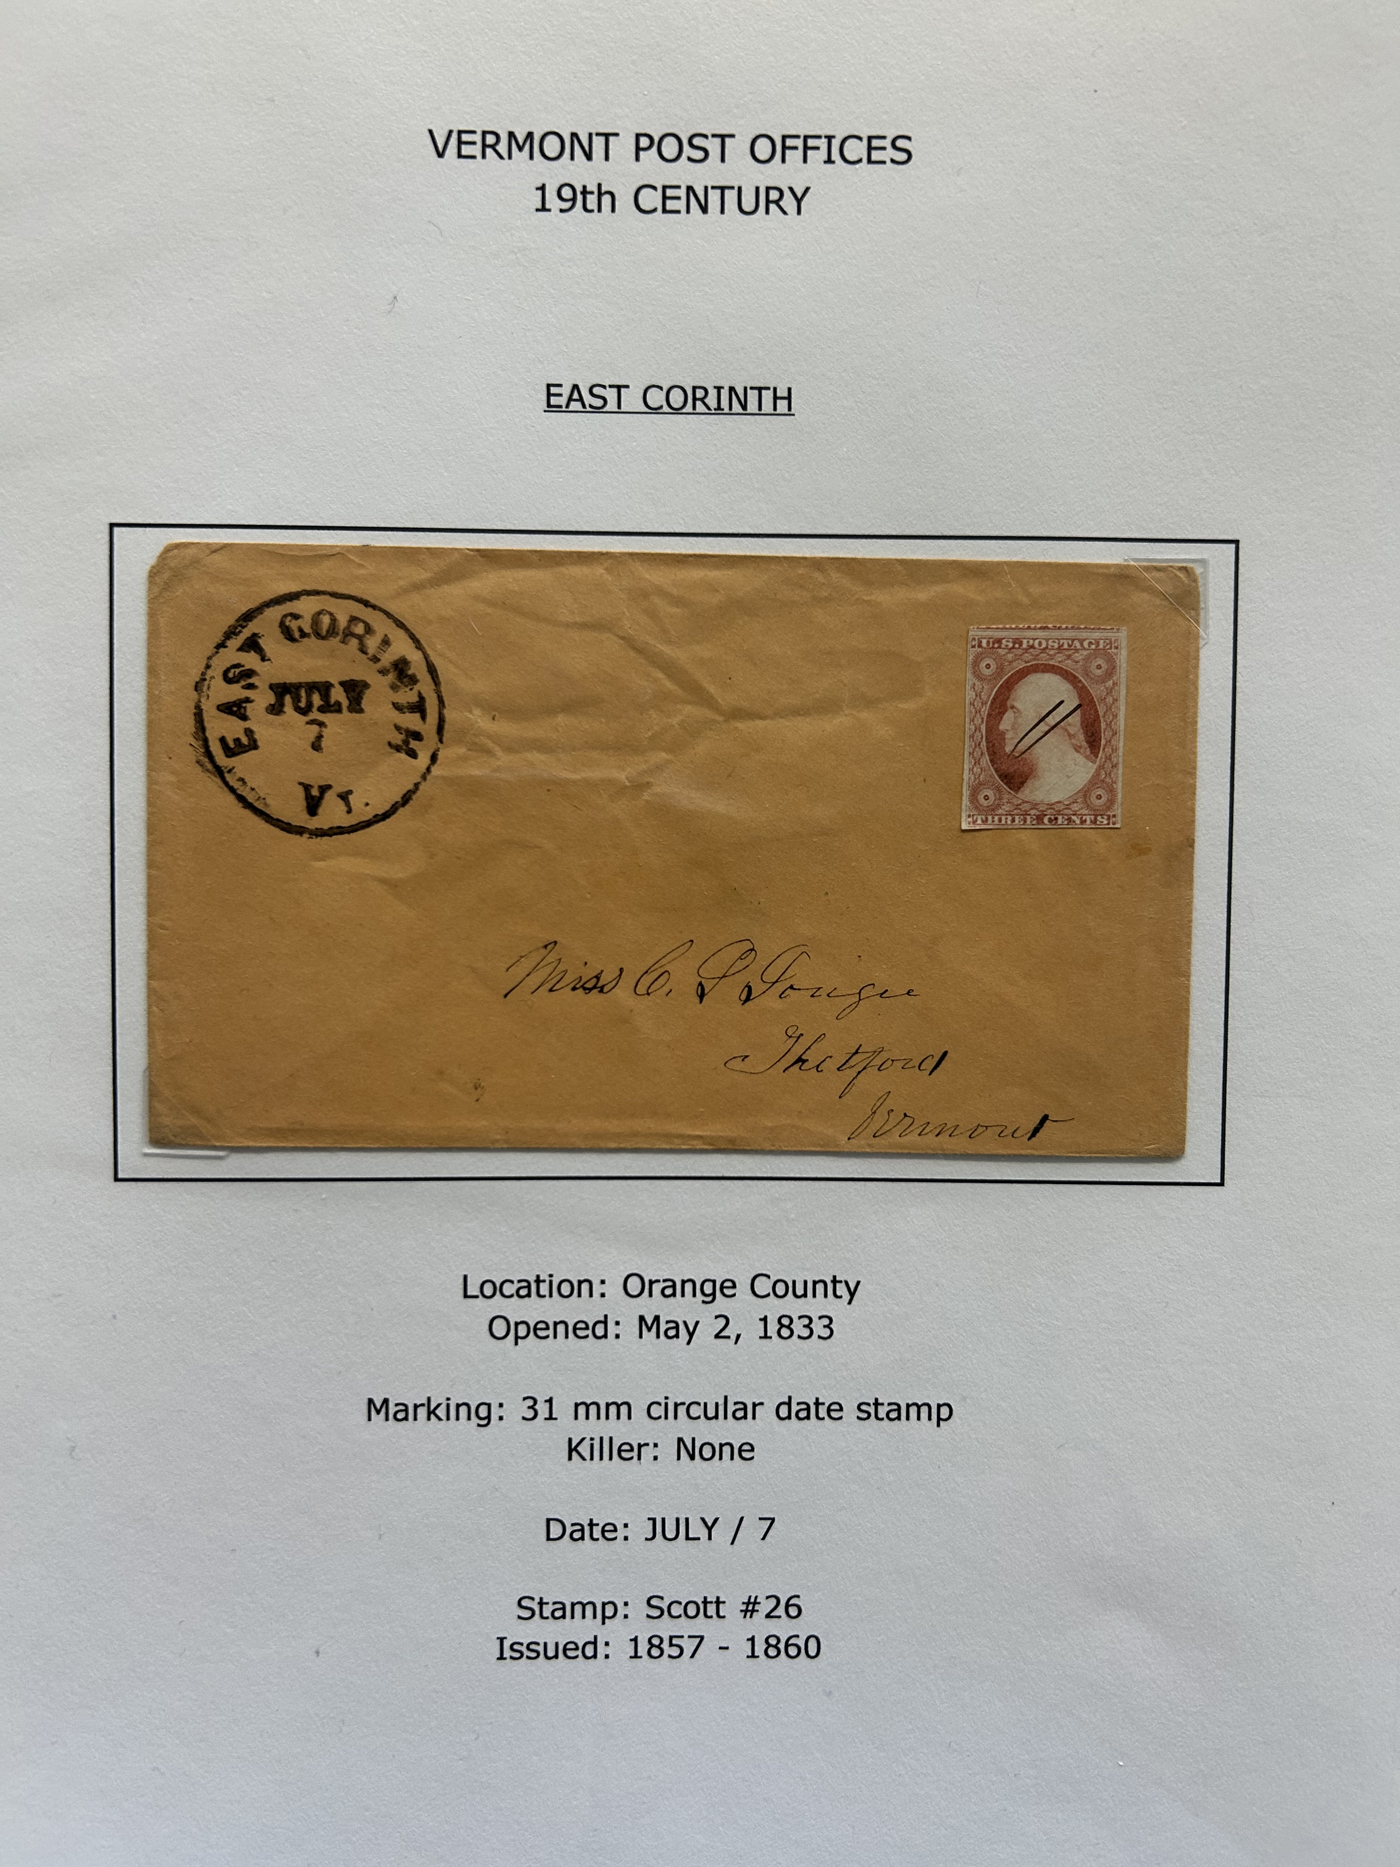 VERMONT POST OFFICES
19th CENTURY
EAST CORINTH
EAST CORINTH
JULY
7
VT.
U.S. POSTAGE
THREE CENTS
Miss C. P.
Thetford
Vermont
Location: Orange County
Opened: May 2, 1833
Marking: 31 mm circular date stamp
Killer: None
Date: JULY / 7
Stamp: Scott #26
Issued: 1857 - 1860